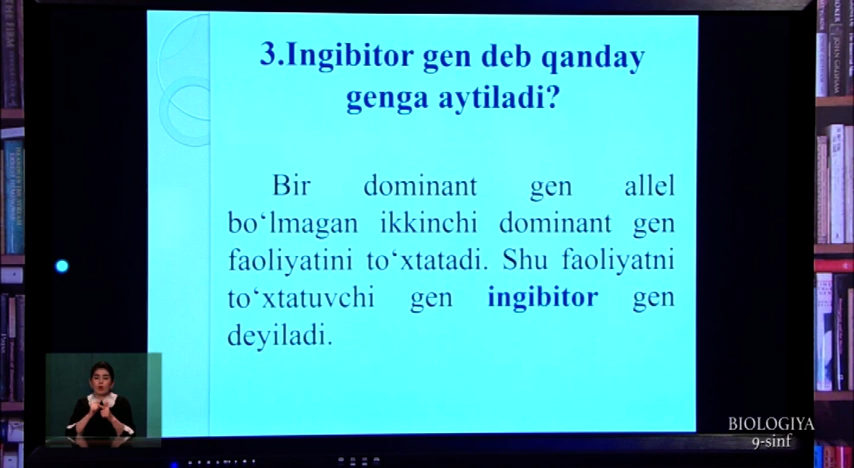 3.Ingibitor gen deb qanday
genga aytiladi?
Bir dominant gen allel
bo‘lmagan ikkinchi dominant gen
faoliyatini to‘xtatadi. Shu faoliyatni
to‘xtatuvchi gen ingibitor gen
deyiladi.
BIOLOGIYA
9-sinf